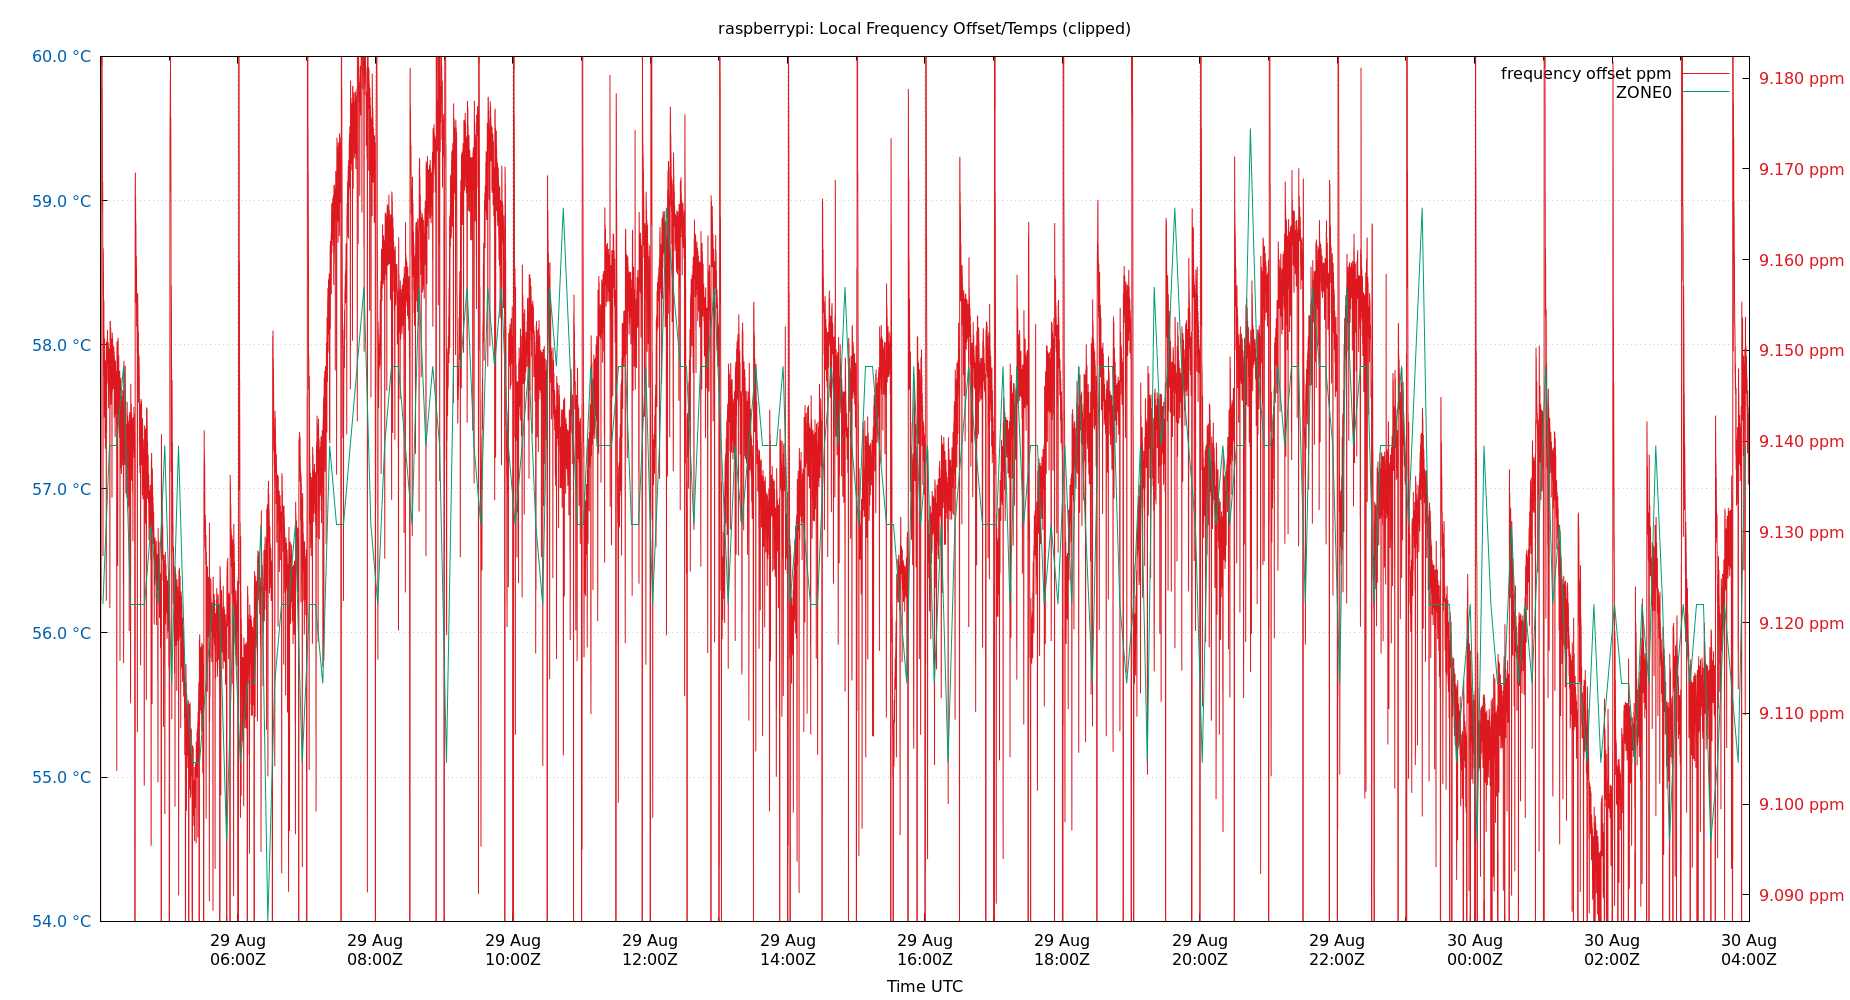 raspberrypi: Local Frequency Offset/Temps (clipped)
60.0 °C
59.0 °C
58.0 °C
57.0 °C
56.0 °C
55.0 °C
54.0 °C
frequency offset ppm
ZONE0
9.180 ppm
9.170 ppm
9.160 ppm
9.150 ppm
9.140 ppm
9.130 ppm
9.120 ppm
9.110 ppm
9.100 ppm
9.090 ppm
29 Aug 29 Aug 29 Aug 29 Aug 29 Aug 29 Aug 29 Aug 29 Aug 29 Aug 30 Aug 30 Aug 30 Aug
06:00Z 08:00Z 10:00Z 12:00Z 14:00Z 16:00Z 18:00Z 20:00Z 22:00Z 00:00Z 02:00Z 04:00Z
Time UTC